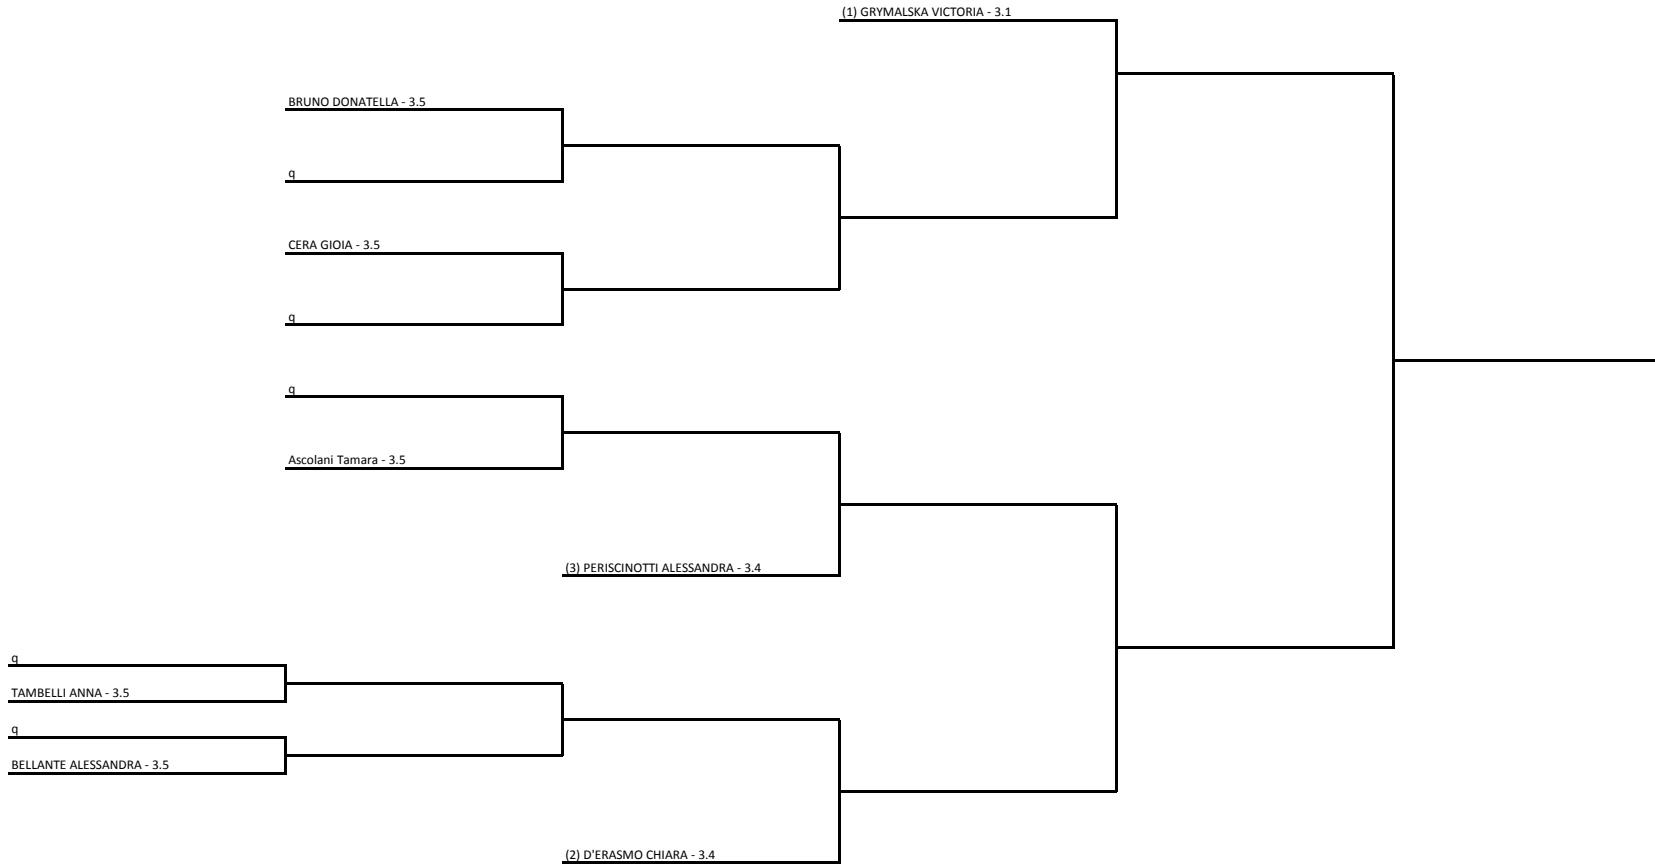 (1) GRYMALSKA VICTORIA - 3.1
BRUNO DONATELLA - 3.5
q
CERA GIOIA - 3.5
q
q
Ascolani Tamara - 3.5
(3) PERISCINOTTI ALESSANDRA - 3.4
q
TAMBELLI ANNA - 3.5
q
BELLANTE ALESSANDRA - 3.5
(2) D'ERASMO CHIARA - 3.4